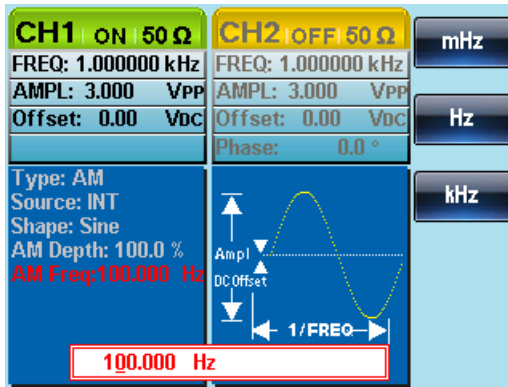 CH1 ON 50 Ω
FREQ: 1.000000 kHz
AMPL: 3.000 VPP
Offset: 0.00 VDC
CH2 OFF 50 Ω
FREQ: 1.000000 kHz
AMPL: 3.000 VPP
Offset: 0.00 VDC
Phase: 0.0 °
mHz
Hz
kHz
Type: AM
Source: INT
Shape: Sine
AM Depth: 100.0 %
AM Freq:100.000 Hz
Ampl
DC Offset
1/FREQ
100.000 Hz